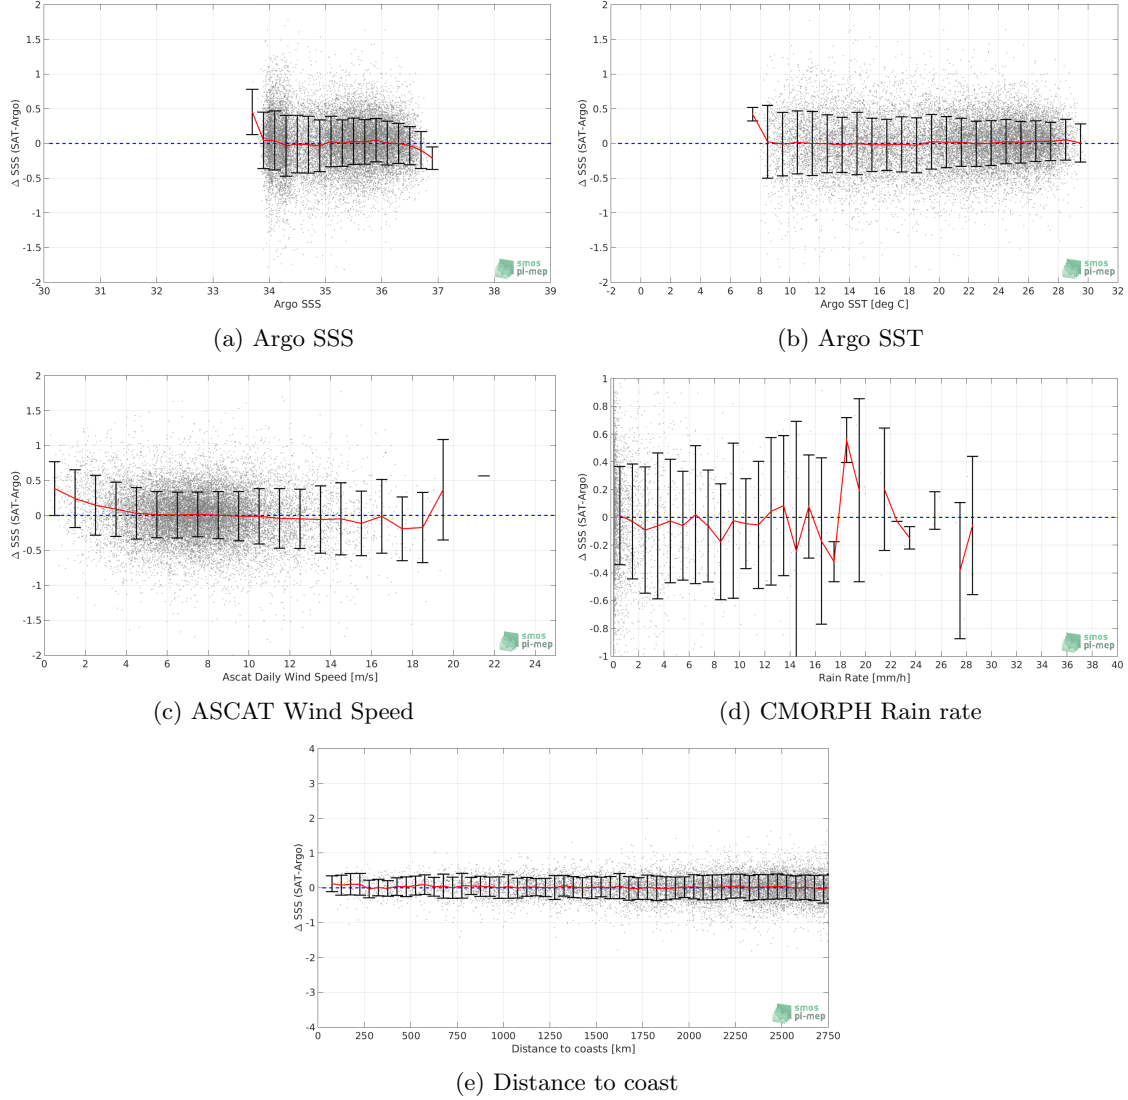 2
1.5
1
0.5
0
-0.5
-1
-1.5
-2
Δ SSS (SAT-Argo)
30 31 32 33 34 35 36 37 38 39
Argo SSS
smos
pi-mep
(a) Argo SSS
2
1.5
1
0.5
0
-0.5
-1
-1.5
-2
Δ SSS (SAT-Argo)
-2 0 2 4 6 8 10 12 14 16 18 20 22 24 26 28 30 32
Argo SST [deg C]
smos
pi-mep
(b) Argo SST
2
1.5
1
0.5
0
-0.5
-1
-1.5
-2
Δ SSS (SAT-Argo)
0 2 4 6 8 10 12 14 16 18 20 22 24
Ascat Daily Wind Speed [m/s]
smos
pi-mep
(c) ASCAT Wind Speed
1
0.8
0.6
0.4
0.2
0
-0.2
-0.4
-0.6
-0.8
-1
Δ SSS (SAT-Argo)
0 2 4 6 8 10 12 14 16 18 20 22 24 26 28 30 32 34 36 38 40
Rain Rate [mm/h]
smos
pi-mep
(d) CMORPH Rain rate
4
3
2
1
0
-1
-2
-3
-4
Δ SSS (SAT-Argo)
0 250 500 750 1000 1250 1500 1750 2000 2250 2500 2750
Distance to coasts [km]
smos
pi-mep
(e) Distance to coast